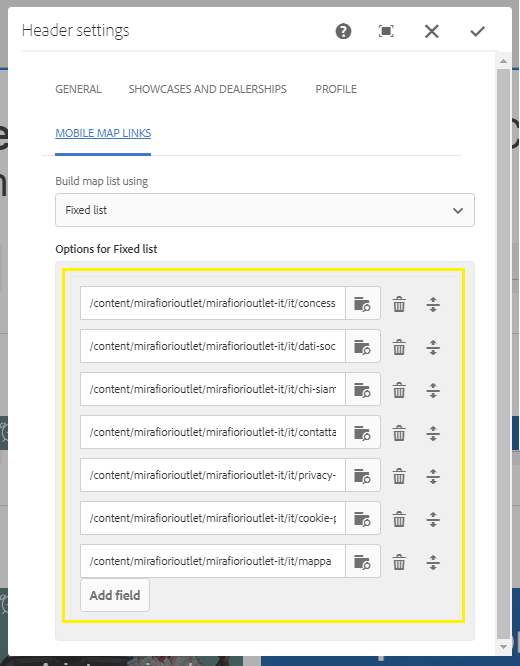 Header settings
GENERAL
SHOWCASES AND DEALERSHIPS
PROFILE
MOBILE MAP LINKS
Build map list using
Fixed list
Options for Fixed list
/content/mirafiorioutlet/mirafiorioutlet-it/it/concess
/content/mirafiorioutlet/mirafiorioutlet-it/it/dati-soc
/content/mirafiorioutlet/mirafiorioutlet-it/it/chi-siam
/content/mirafiorioutlet/mirafiorioutlet-it/it/contatta
/content/mirafiorioutlet/mirafiorioutlet-it/it/privacy-
/content/mirafiorioutlet/mirafiorioutlet-it/it/cookie-p
/content/mirafiorioutlet/mirafiorioutlet-it/it/mappa
Add field